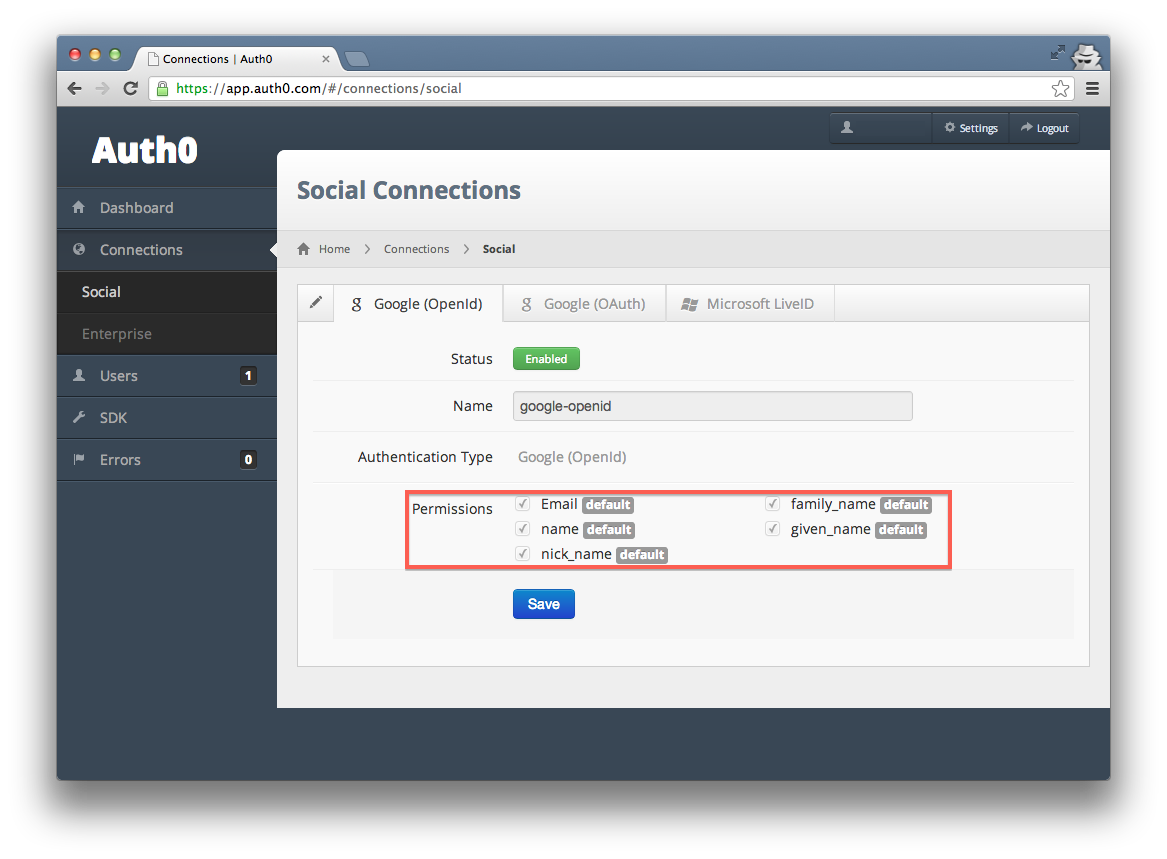 Connections | Auth0
https://app.auth0.com/#/connections/social
Settings Logout
Auth0
Social Connections
Dashboard
Connections
Social
Enterprise
Users 1
SDK
Errors 0
Home > Connections > Social
g Google (OpenId) g Google (OAuth) Microsoft LiveID
Status Enabled
Name google-openid
Authentication Type Google (OpenId)
Permissions Email default family_name default
name default given_name default
nick_name default
Save